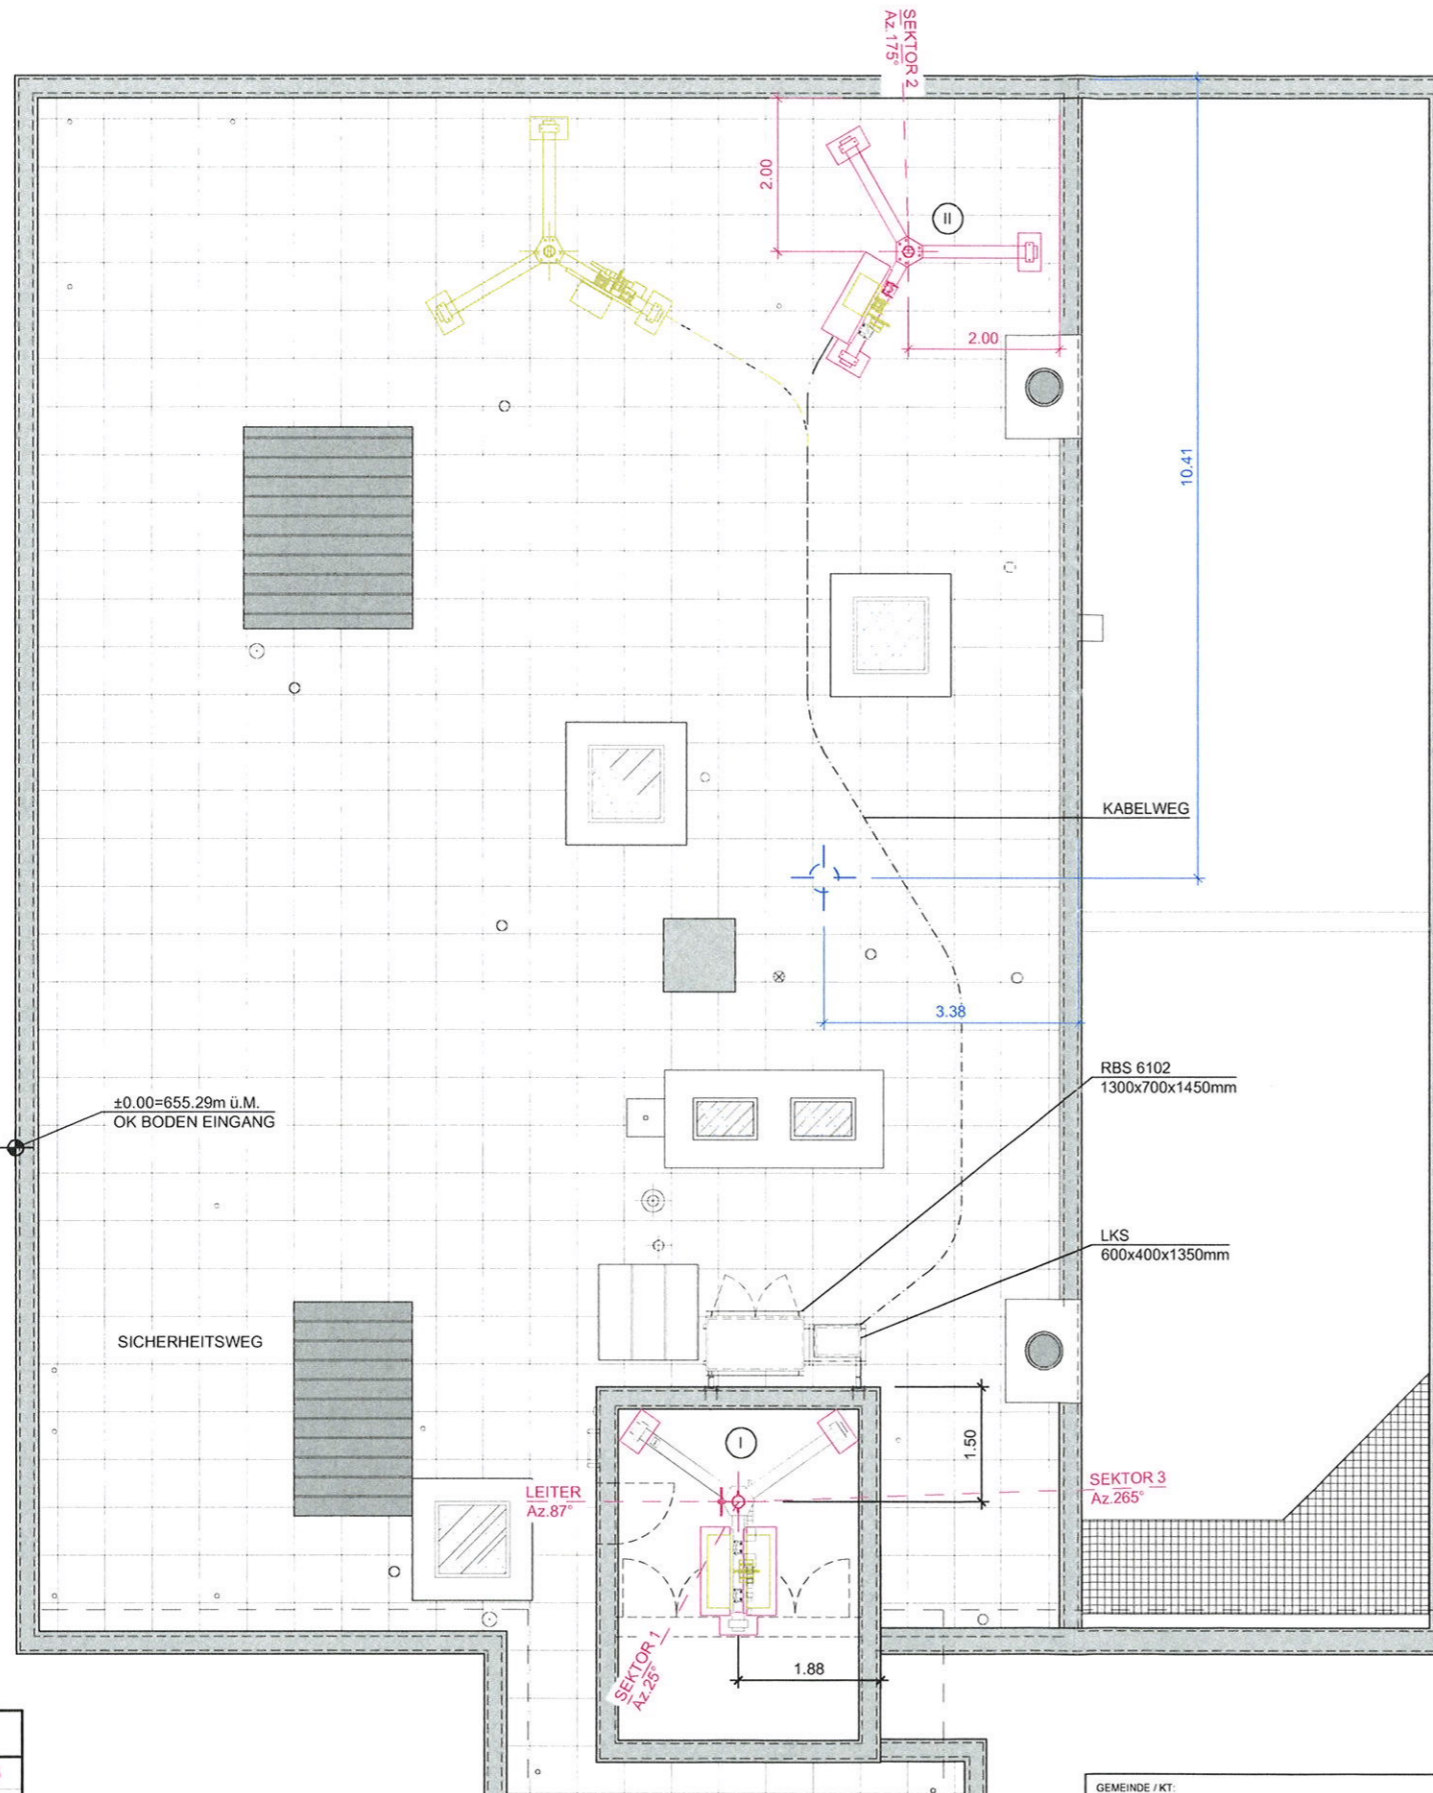 SEKTOR 2
Az.175°
2.00
II
2.00
10.41
KABELWEG
3.38
RBS 6102
1300x700x1450mm
±0.00=655.29m ü.M.
OK BODEN EINGANG
LKS
600x400x1350mm
SICHERHEITSWEG
I
1.50
LEITER
Az.87°
SEKTOR 3
Az.265°
SEKTOR 1
Az.25°
1.88
GEMEINDE / KT: